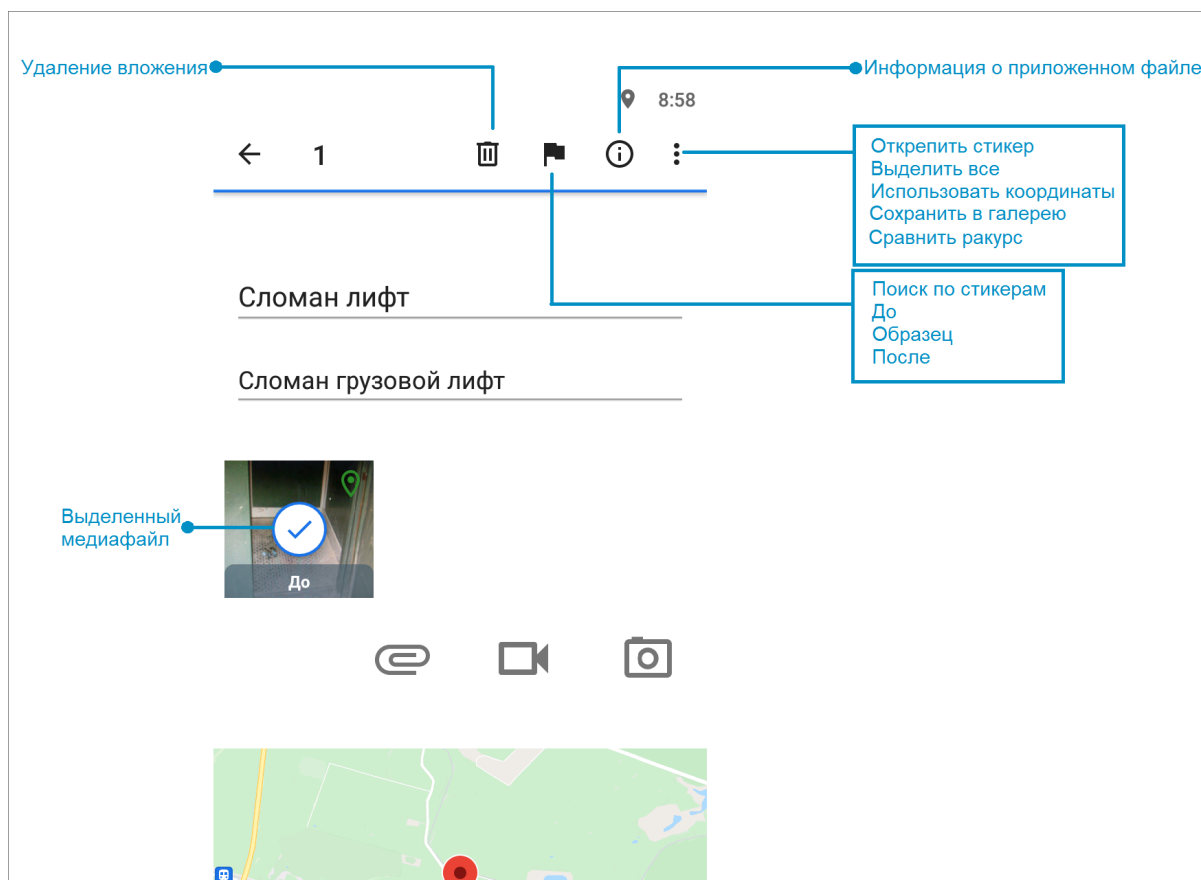 Удаление вложения
Информация о приложенном файле
8:58
1
Открепить стикер
Выделить все
Использовать координаты
Сохранить в галерею
Сравнить ракурс
Поиск по стикерам
До
Образец
После
Сломан лифт
Сломан грузовой лифт
Выделенный
медиафайл
До